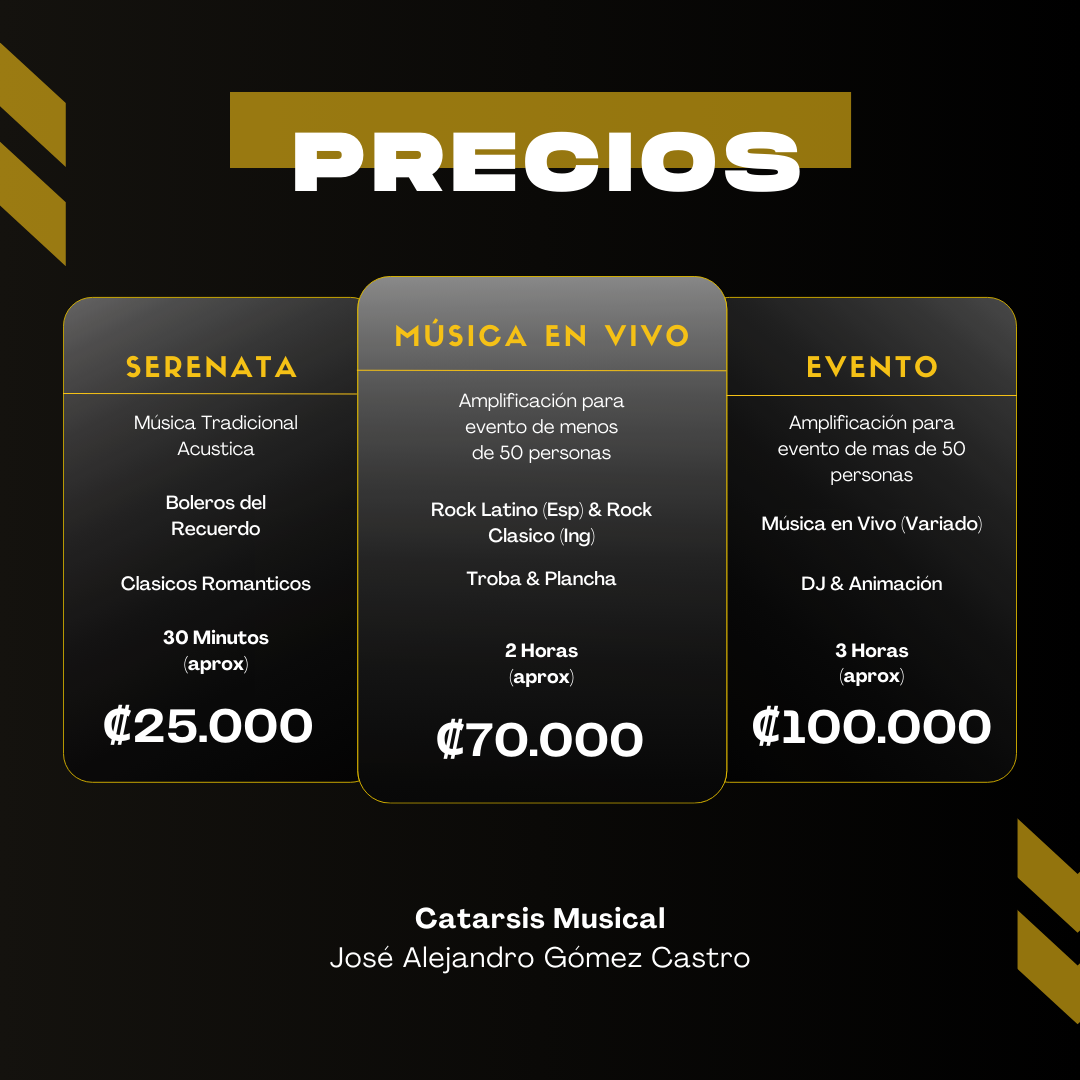 PRECIOS
SERENATA
Música Tradicional
Acustica
Boleros del
Recuerdo
Clasicos Romanticos
30 Minutos
(aprox)
₡25.000
MÚSICA EN VIVO
Amplificación para
evento de menos
de 50 personas
Rock Latino (Esp) & Rock
Clasico (Ing)
Troba & Plancha
2 Horas
(aprox)
₡70.000
EVENTO
Amplificación para
evento de mas de 50
personas
Música en Vivo (Variado)
DJ & Animación
3 Horas
(aprox)
₡100.000
Catarsis Musical
José Alejandro Gómez Castro